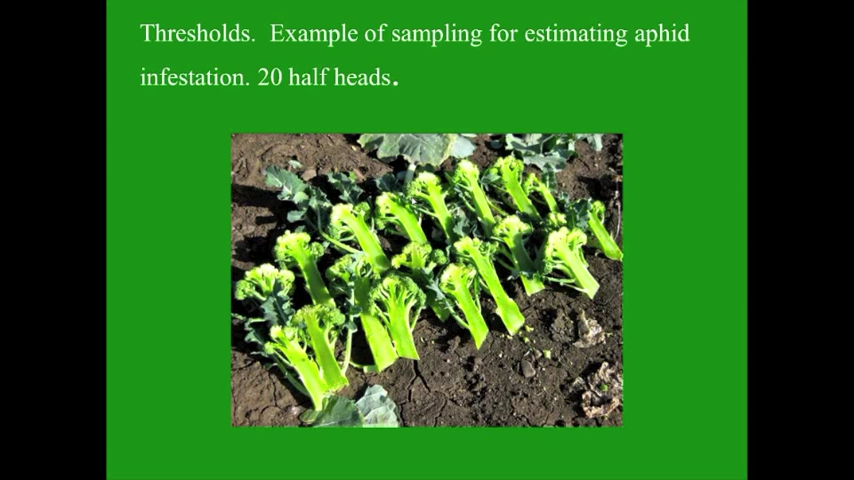 Thresholds.  Example of sampling for estimating aphid
infestation. 20 half heads.